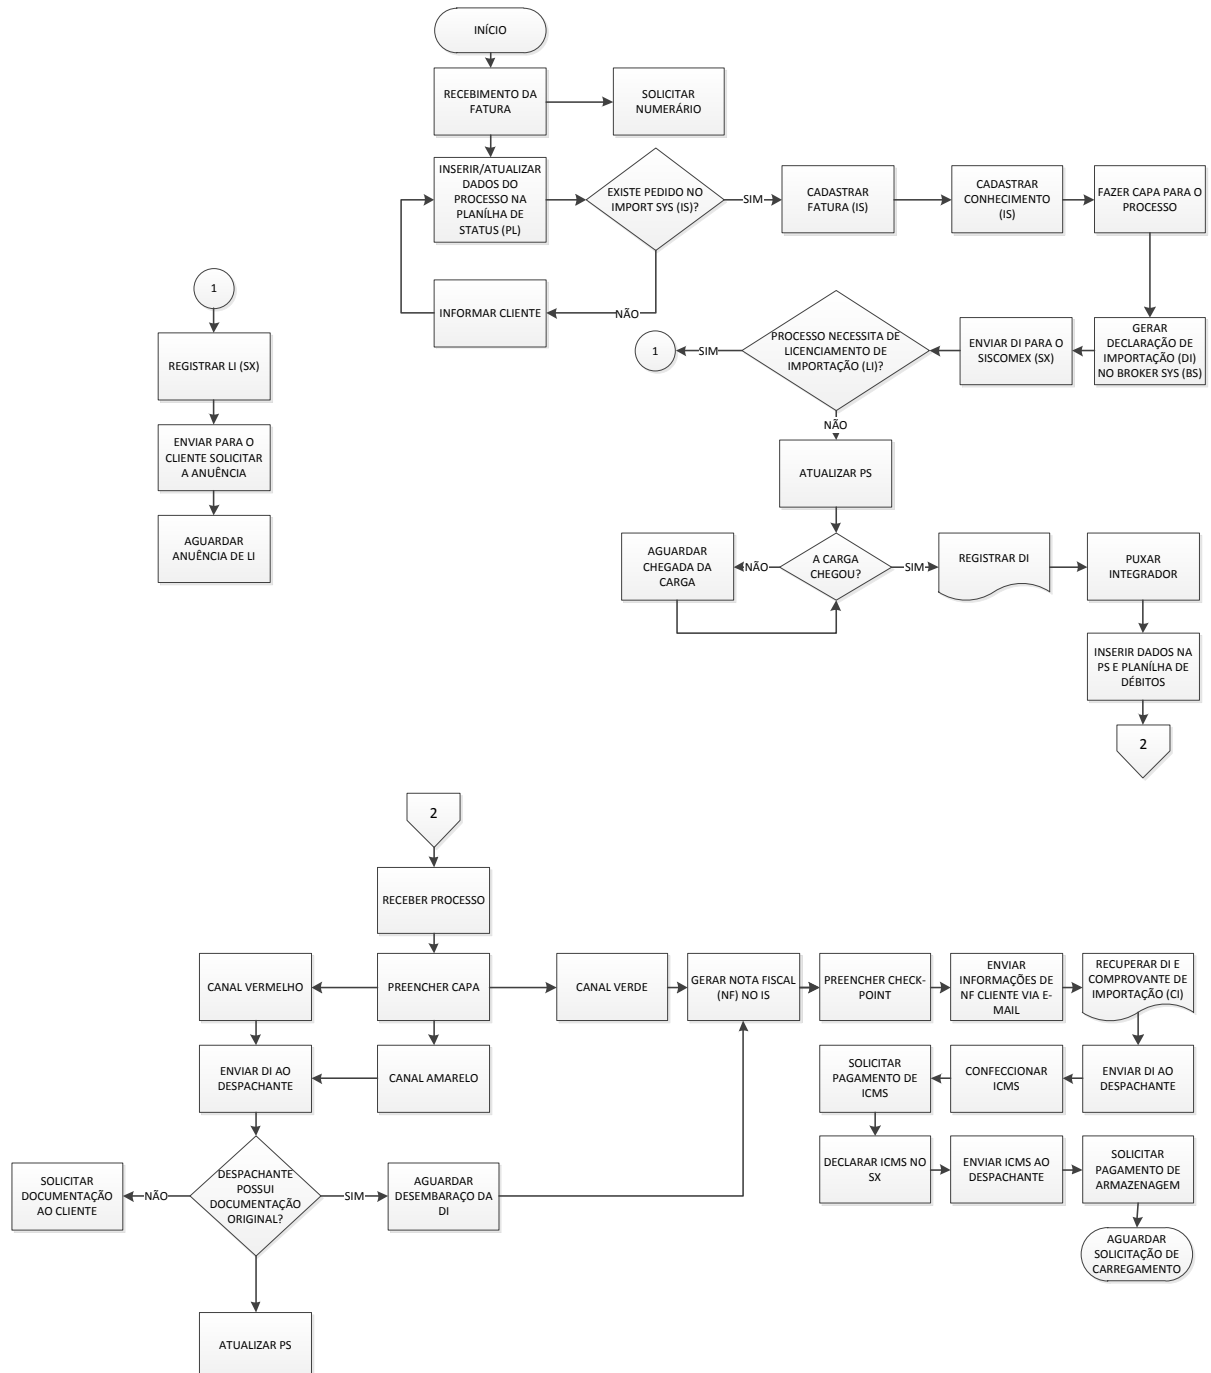 INÍCIO
RECEBIMENTO DA
FATURA
SOLICITAR
NUMERÁRIO
INSERIR/ATUALIZAR
DADOS DO
PROCESSO NA
PLANÍLHA DE
STATUS (PL)
EXISTE PEDIDO NO
IMPORT SYS (IS)?
SIM
CADASTRAR
FATURA (IS)
CADASTRAR
CONHECIMENTO
(IS)
FAZER CAPA PARA O
PROCESSO
INFORMAR CLIENTE
NÃO
1
REGISTRAR LI (SX)
ENVIAR PARA O
CLIENTE SOLICITAR
A ANUÊNCIA
AGUARDAR
ANUÊNCIA DE LI
1
SIM
PROCESSO NECESSITA DE
LICENCIAMENTO DE
IMPORTAÇÃO (LI)?
ENVIAR DI PARA O
SISCOMEX (SX)
GERAR
DECLARAÇÃO DE
IMPORTAÇÃO (DI)
NO BROKER SYS (BS)
NÃO
ATUALIZAR PS
AGUARDAR
CHEGADA DA
CARGA
NÃO
A CARGA
CHEGOU?
SIM
REGISTRAR DI
PUXAR
INTEGRADOR
INSERIR DADOS NA
PS E PLANÍLHA DE
DÉBITOS
2
2
RECEBER PROCESSO
CANAL VERMELHO
PREENCHER CAPA
CANAL VERDE
GERAR NOTA FISCAL
(NF) NO IS
PREENCHER CHECK-
POINT
ENVIAR
INFORMAÇÕES DE
NF CLIENTE VIA E-
MAIL
RECUPERAR DI E
COMPROVANTE DE
IMPORTAÇÃO (CI)
ENVIAR DI AO
DESPACHANTE
CANAL AMARELO
SOLICITAR
PAGAMENTO DE
ICMS
CONFECCIONAR
ICMS
ENVIAR DI AO
DESPACHANTE
SOLICITAR
DOCUMENTAÇÃO
AO CLIENTE
NÃO
DESPACHANTE
POSSUI
DOCUMENTAÇÃO
ORIGINAL?
SIM
AGUARDAR
DESEMBARAÇO DA
DI
DECLARAR ICMS NO
SX
ENVIAR ICMS AO
DESPACHANTE
SOLICITAR
PAGAMENTO DE
ARMAZENAGEM
AGUARDAR
SOLICITAÇÃO DE
CARREGAMENTO
ATUALIZAR PS